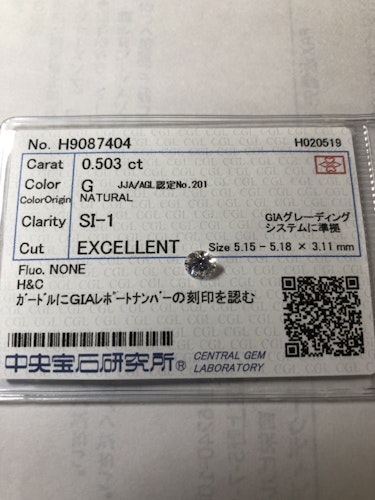 No. H9087404 H020519
Carat 0.503 ct
Color G JJA/AGL認定No.201
ColorOrigin NATURAL
Clarity SI-1 GIAグレーディング
システムに準拠
Cut EXCELLENT Size 5.15 - 5.18 × 3.11 mm
Fluo. NONE
H&C
ガードルにGIAレポートナンバーの刻印を認む
中央宝石研究所® CENTRAL GEM
LABORATORY